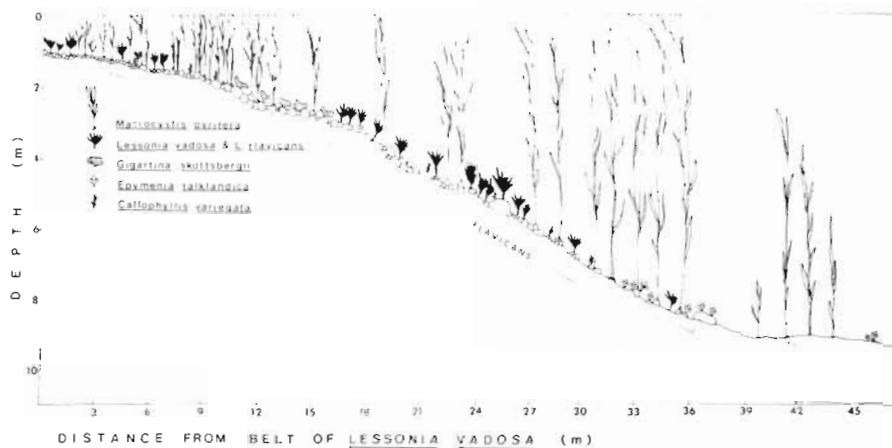 0
2
4
6
8
10
DEPTH (m)
Macrocystis pyrifera
Lessonia vadosa & L. flavicans
Gigartina skottsbergii
Epymenia falklandica
Callophyllis variegata
FLAVICANS
3 6 9 12 15 18 21 24 27 30 33 36 39 42 45
DISTANCE FROM BELT OF LESSONIA VADOSA (m)